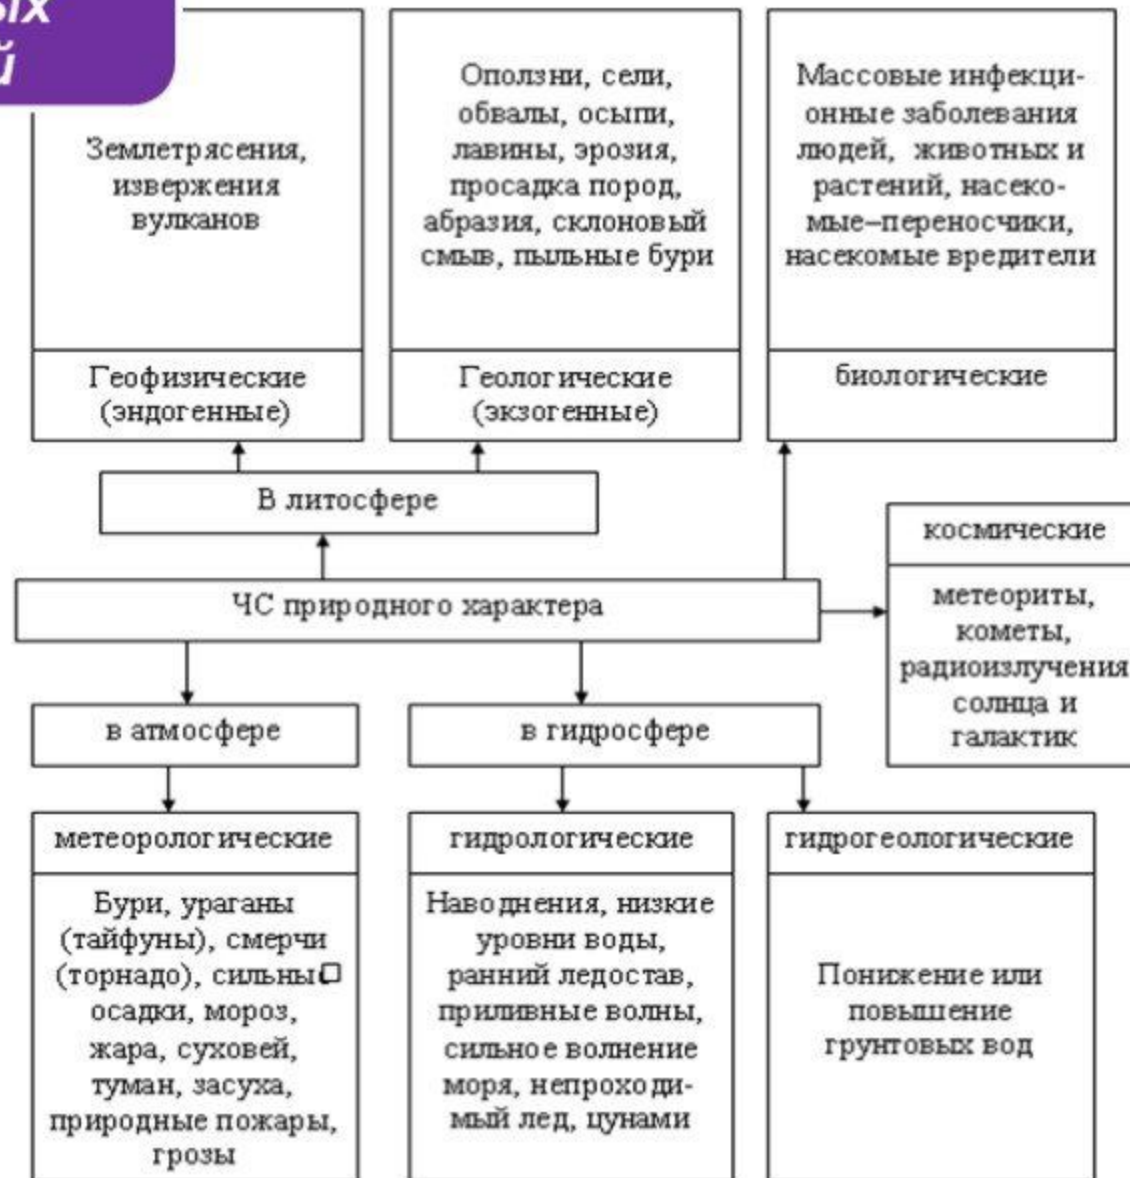 ых
й
Землетрясения,
извержения
вулканов
Геофизические
(эндогенные)
Оползни, сели,
обвалы, осыпи,
лавины, эрозия,
просадка пород,
абразия, склоновый
смыв, пыльные бури
Геологические
(экзогенные)
Массовые инфекци-
онные заболевания
людей, животных и
растений, насеко-
мые–переносчики,
насекомые вредители
биологические
В литосфере
космические
метеориты,
кометы,
радиоизлучения
солнца и
галактик
ЧС природного характера
в атмосфере
в гидросфере
метеорологические
Бури, ураганы
(тайфуны), смерчи
(торнадо), сильные
осадки, мороз,
жара, суховей,
туман, засуха,
природные пожары,
грозы
гидрологические
Наводнения, низкие
уровни воды,
ранний ледостав,
приливные волны,
сильное волнение
моря, непроходи-
мый лед, цунами
гидрогеологические
Понижение или
повышение
грунтовых вод